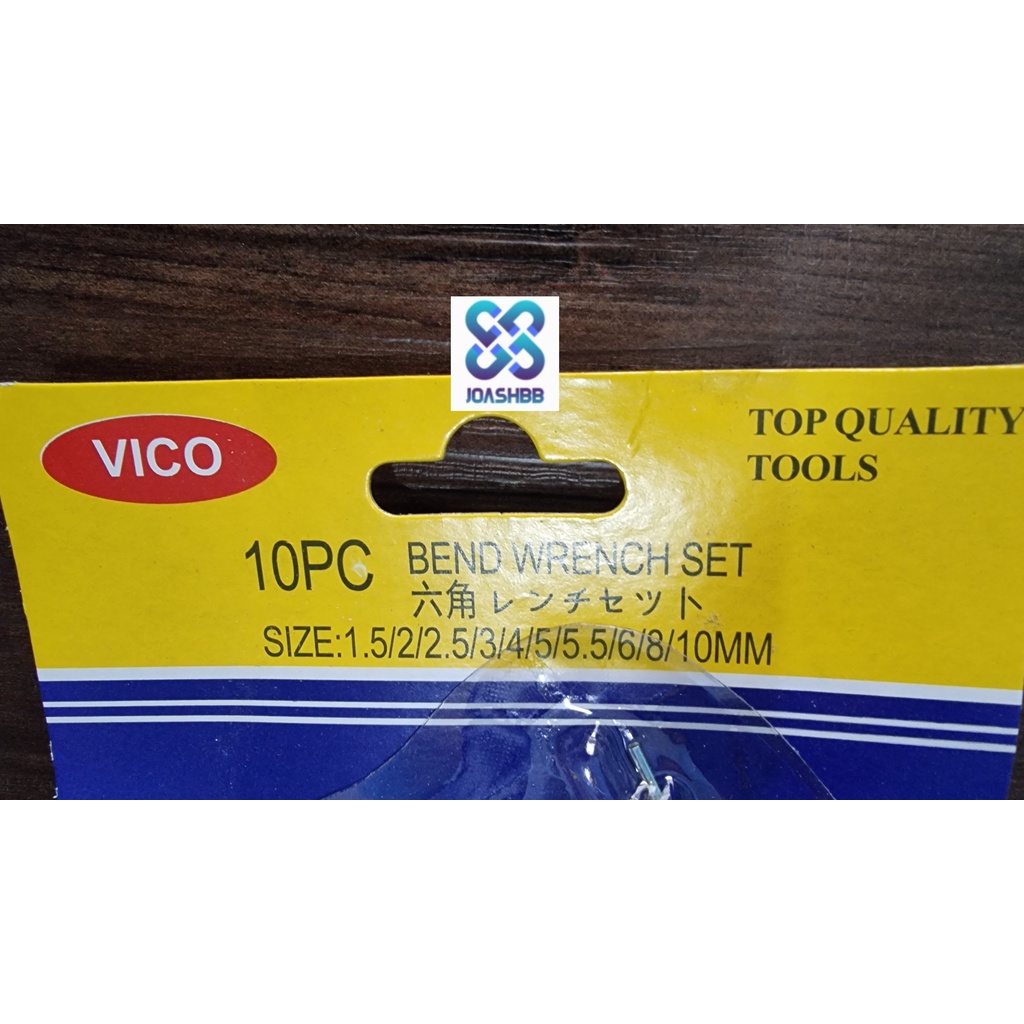 JOASHBB
VICO
TOP QUALITY
TOOLS
10PC BEND WRENCH SET
六角レンチセット
SIZE:1.5/2/2.5/3/4/5/5.5/6/8/10MM